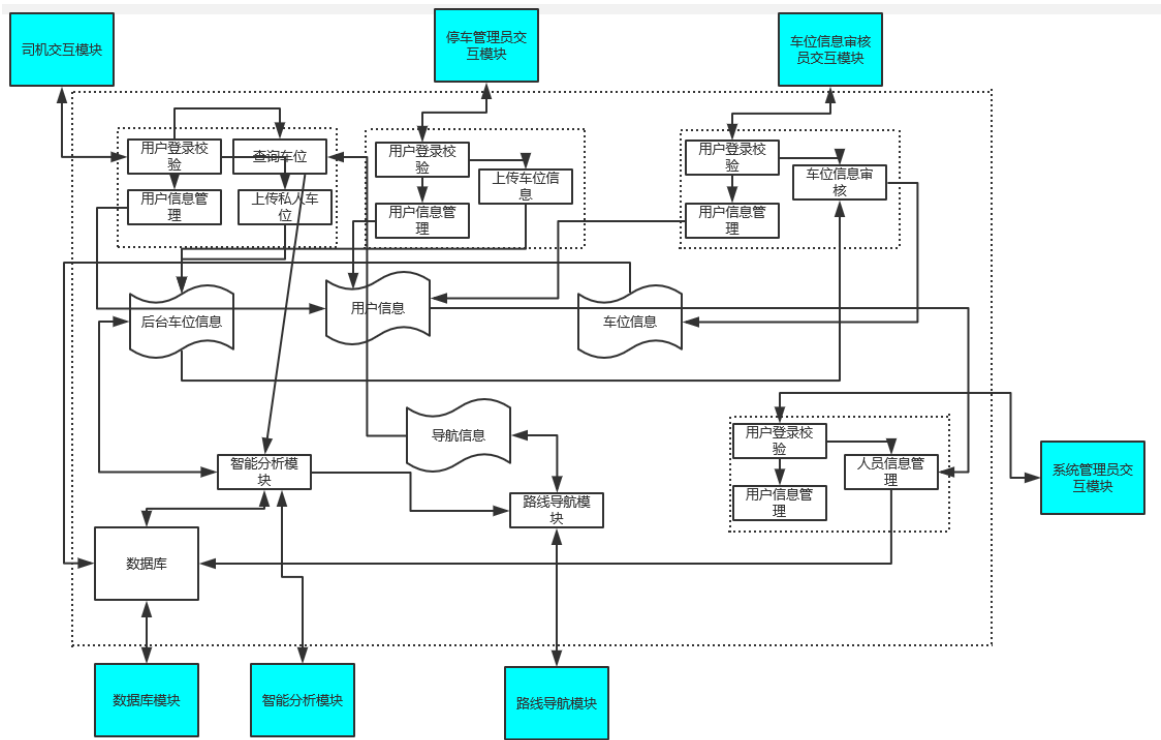 司机交互模块
停车管理员交
互模块
车位信息审核
员交互模块
用户登录校
验
查询车位
用户信息管
理
上传私人车
位
用户登录校
验
上传车位信
息
用户信息管
理
用户登录校
验
车位信息审
核
用户信息管
理
后台车位信息
用户信息
车位信息
导航信息
智能分析模
块
路线导航模
块
用户登录校
验
人员信息管
理
用户信息管
理
系统管理员交
互模块
数据库
数据库模块
智能分析模块
路线导航模块